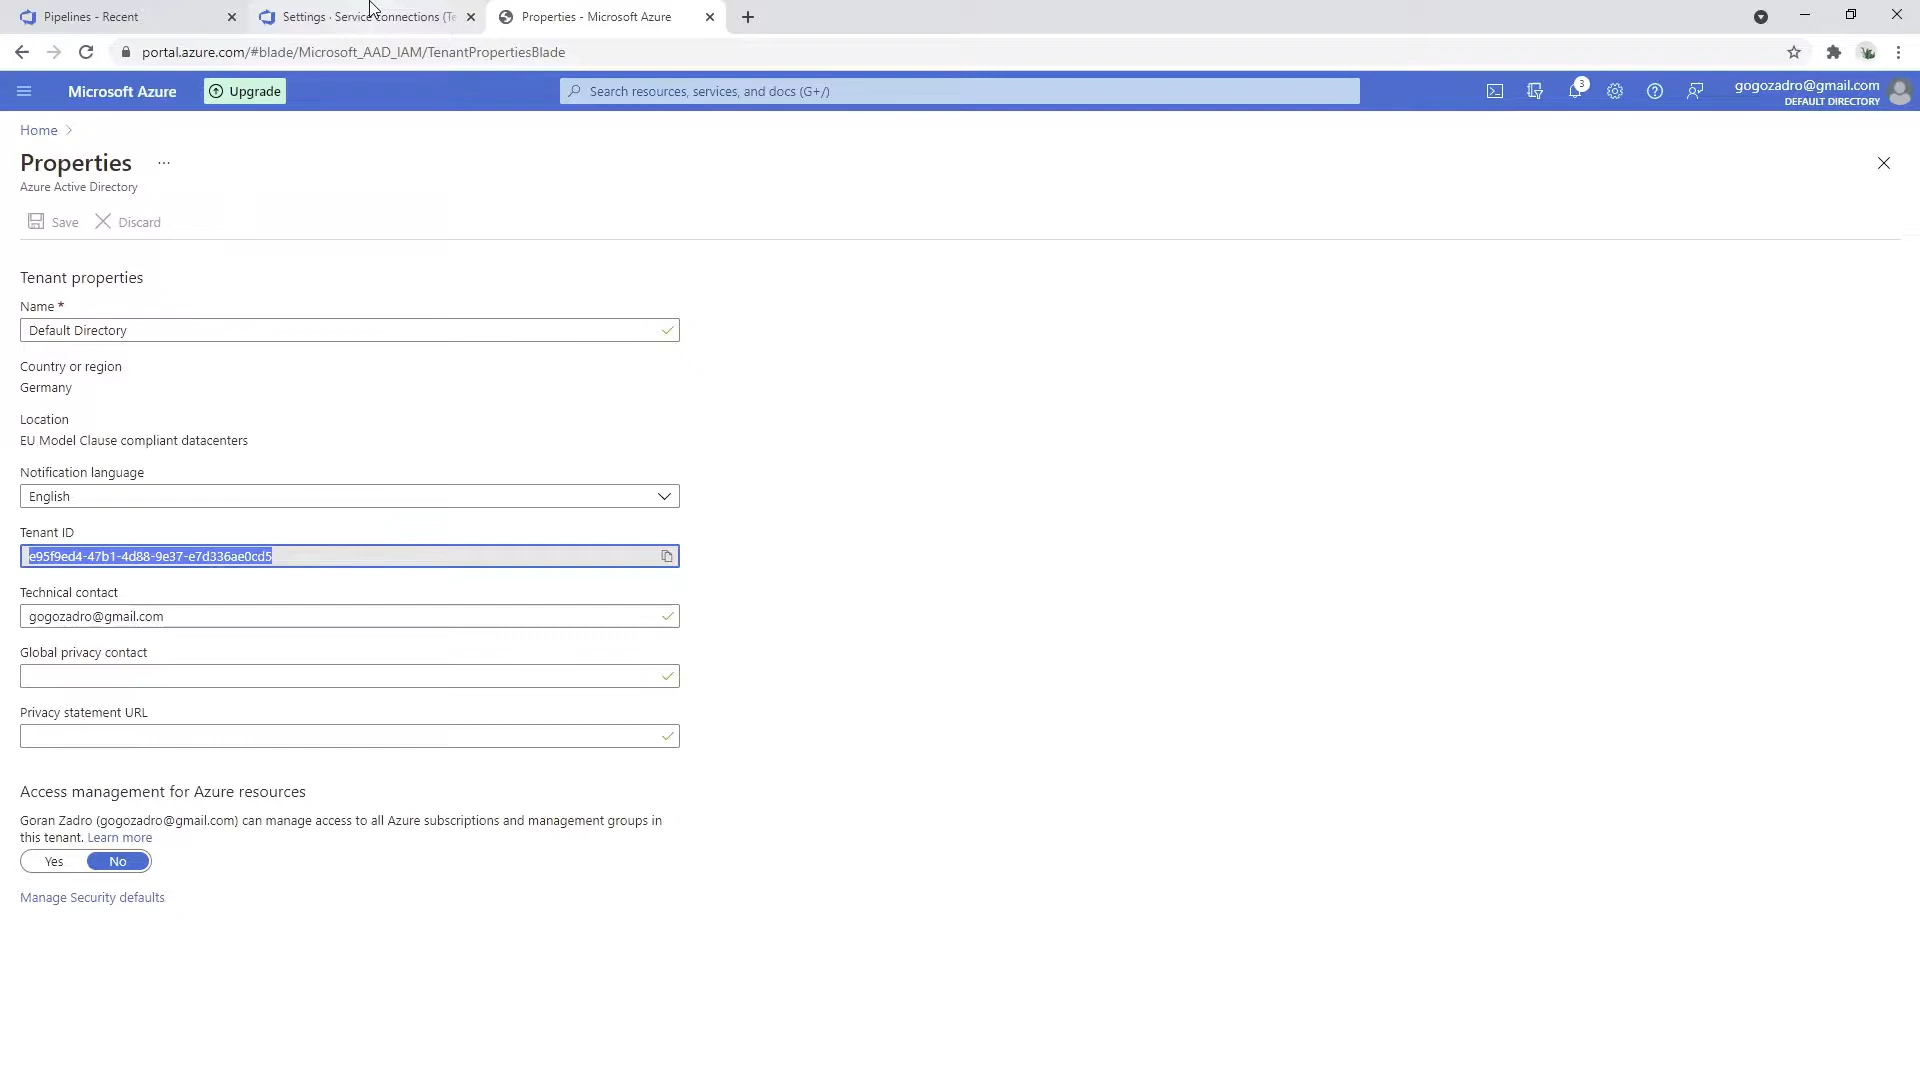 Pipelines - Recent
Settings · Service connections (Te
Properties - Microsoft Azure
portal.azure.com/#blade/Microsoft_AAD_IAM/TenantPropertiesBlade
Microsoft Azure
Upgrade
Search resources, services, and docs (G+/)
3
gogozadro@gmail.com
DEFAULT DIRECTORY
Home
Properties
...
Azure Active Directory
Save
Discard
Tenant properties
Name *
Default Directory
Country or region
Germany
Location
EU Model Clause compliant datacenters
Notification language
English
Tenant ID
e95f9ed4-47b1-4d88-9e37-e7d336ae0cd5
Technical contact
gogozadro@gmail.com
Global privacy contact
Privacy statement URL
Access management for Azure resources
Goran Zadro (gogozadro@gmail.com) can manage access to all Azure subscriptions and management groups in
this tenant. Learn more
Yes
No
Manage Security defaults